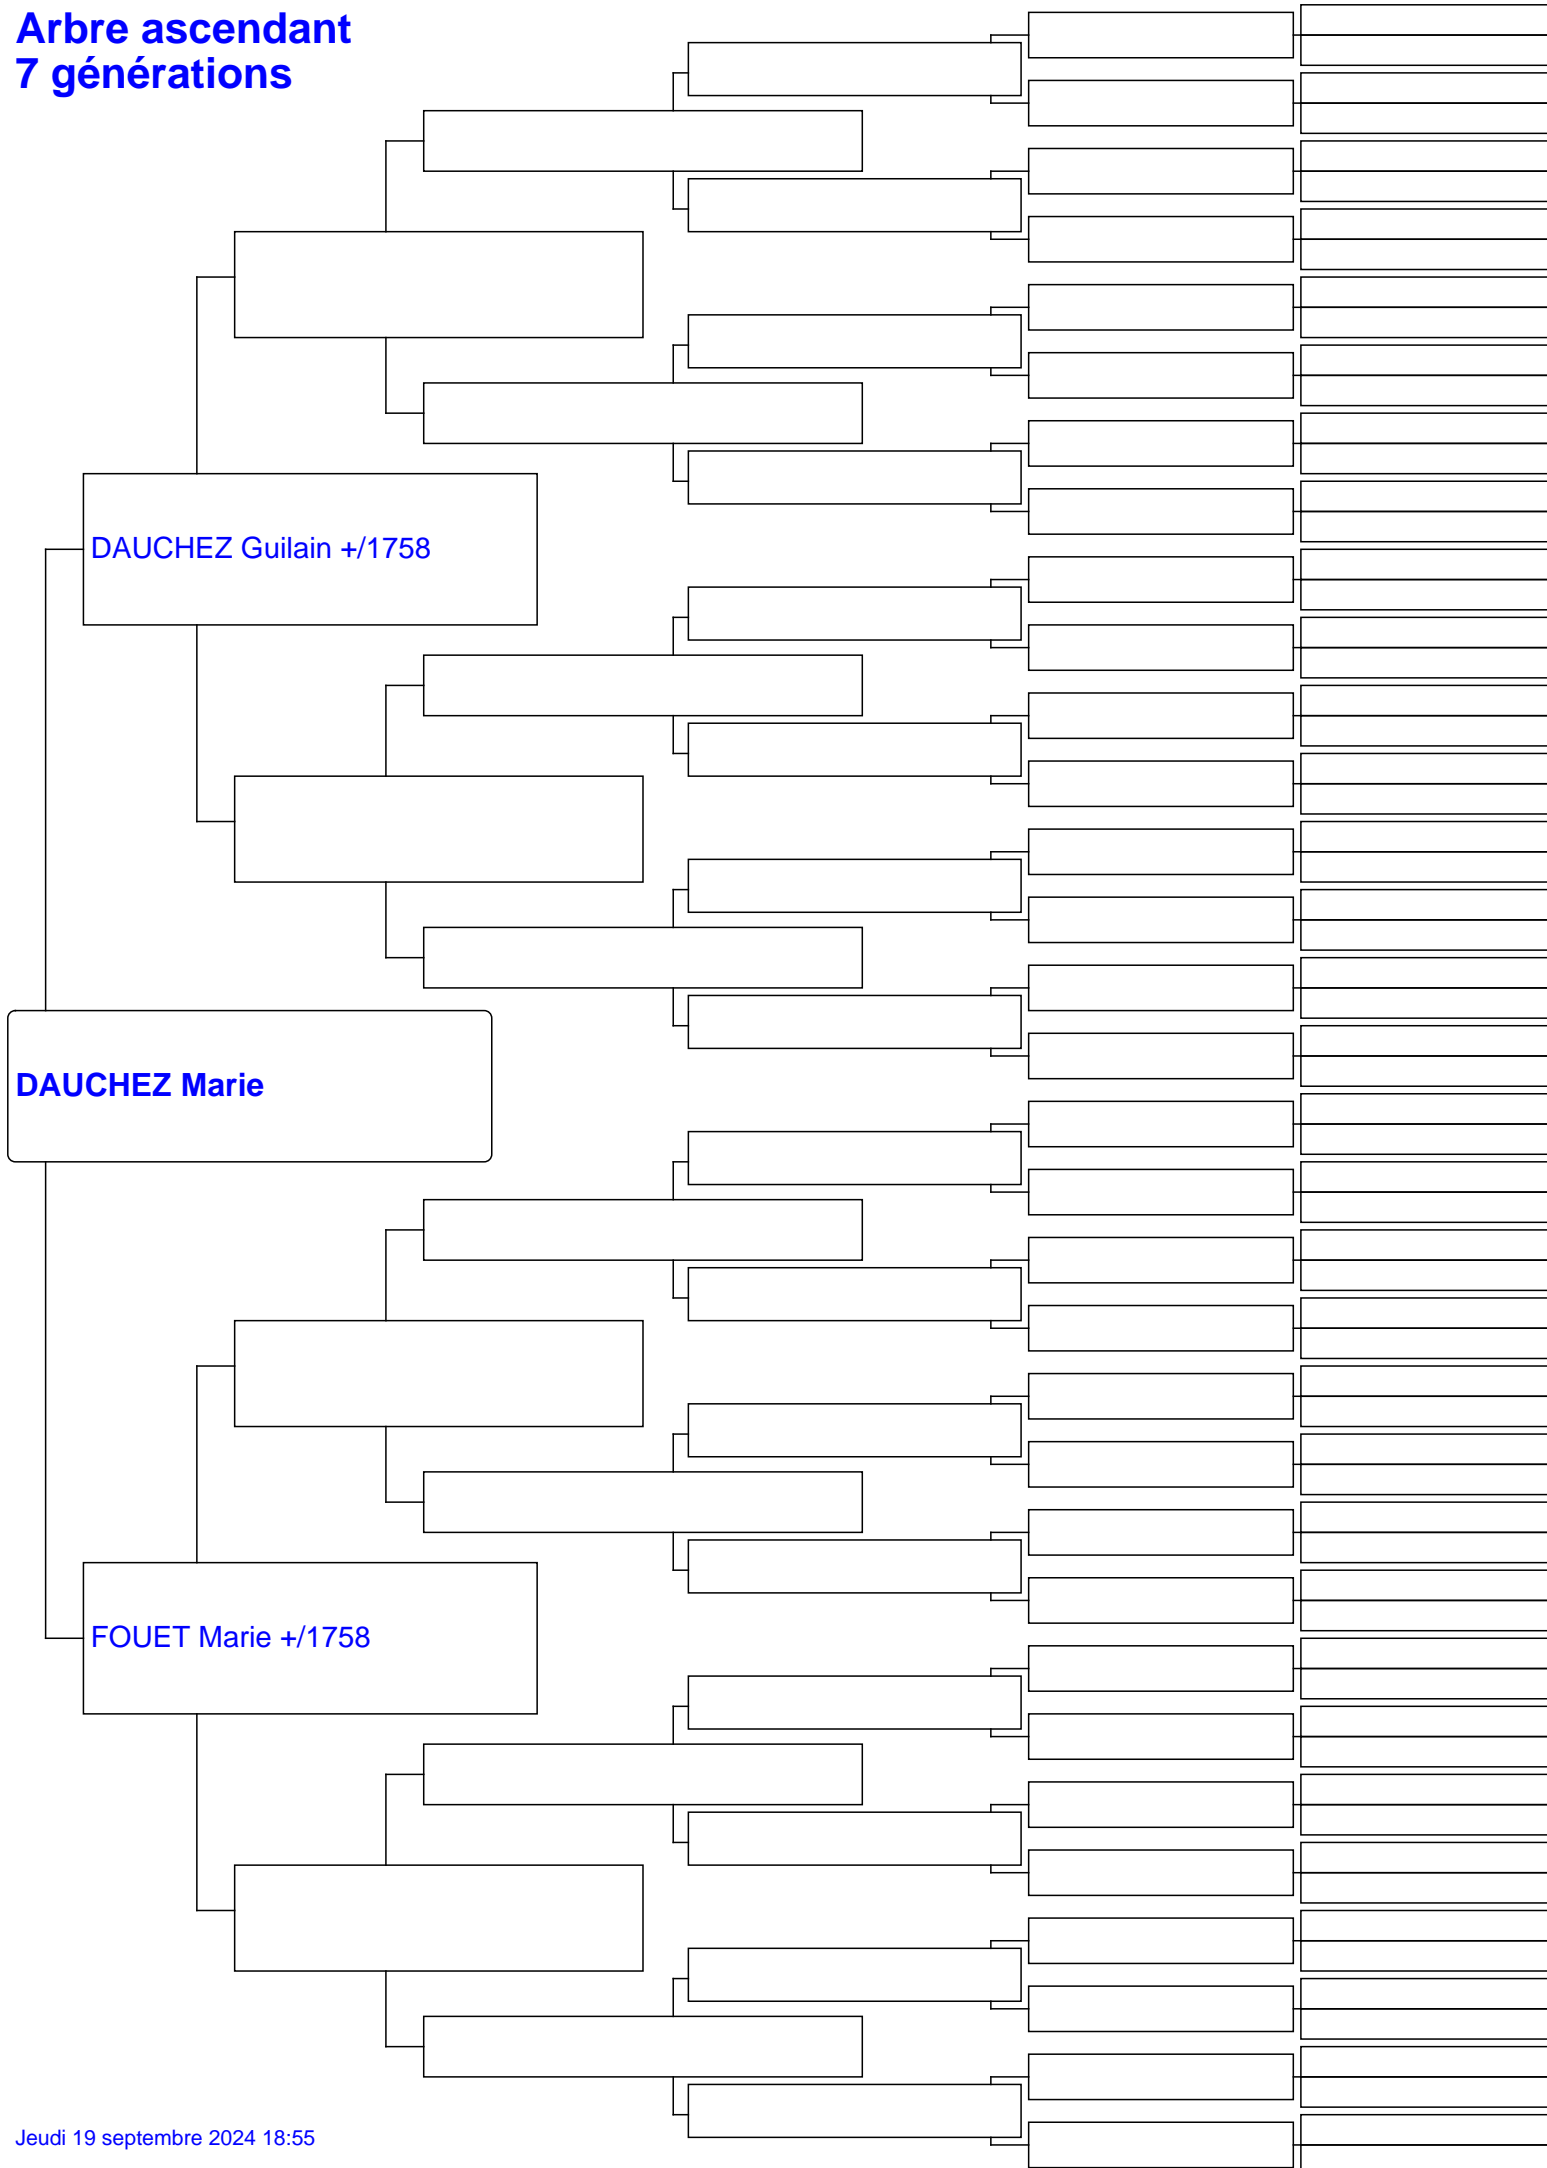 Arbre ascendant
7 générations
DAUCHEZ Guilain +/1758
DAUCHEZ Marie
FOUET Marie +/1758
Jeudi 19 septembre 2024 18:55